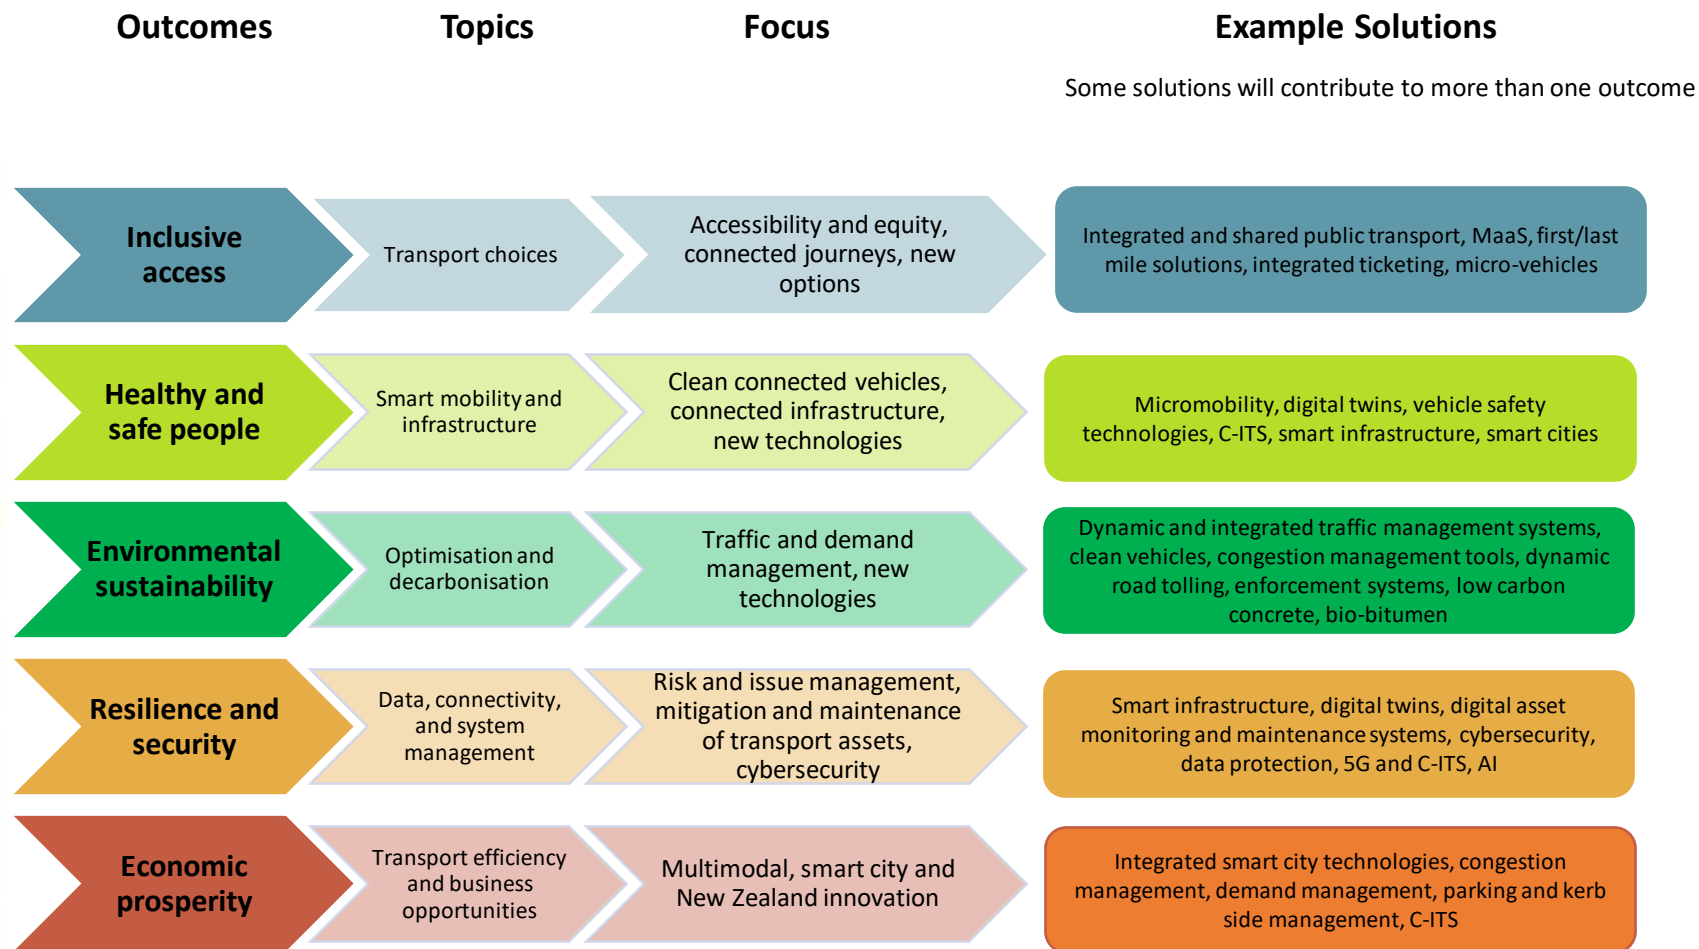 Outcomes
Topics
Focus
Example Solutions
Some solutions will contribute to more than one outcome
Inclusive
access
Transport choices
Accessibility and equity,
connected journeys, new
options
Integrated and shared public transport, MaaS, first/last
mile solutions, integrated ticketing, micro-vehicles
Healthy and
safe people
Smart mobility and
infrastructure
Clean connected vehicles,
connected infrastructure,
new technologies
Micromobility, digital twins, vehicle safety
technologies, C-ITS, smart infrastructure, smart cities
Environmental
sustainability
Optimisation and
decarbonisation
Traffic and demand
management, new
technologies
Dynamic and integrated traffic management systems,
clean vehicles, congestion management tools, dynamic
road tolling, enforcement systems, low carbon
concrete, bio-bitumen
Resilience and
security
Data, connectivity,
and system
management
Risk and issue management,
mitigation and maintenance
of transport assets,
cybersecurity
Smart infrastructure, digital twins, digital asset
monitoring and maintenance systems, cybersecurity,
data protection, 5G and C-ITS, AI
Economic
prosperity
Transport efficiency
and business
opportunities
Multimodal, smart city and
New Zealand innovation
Integrated smart city technologies, congestion
management, demand management, parking and kerb
side management, C-ITS